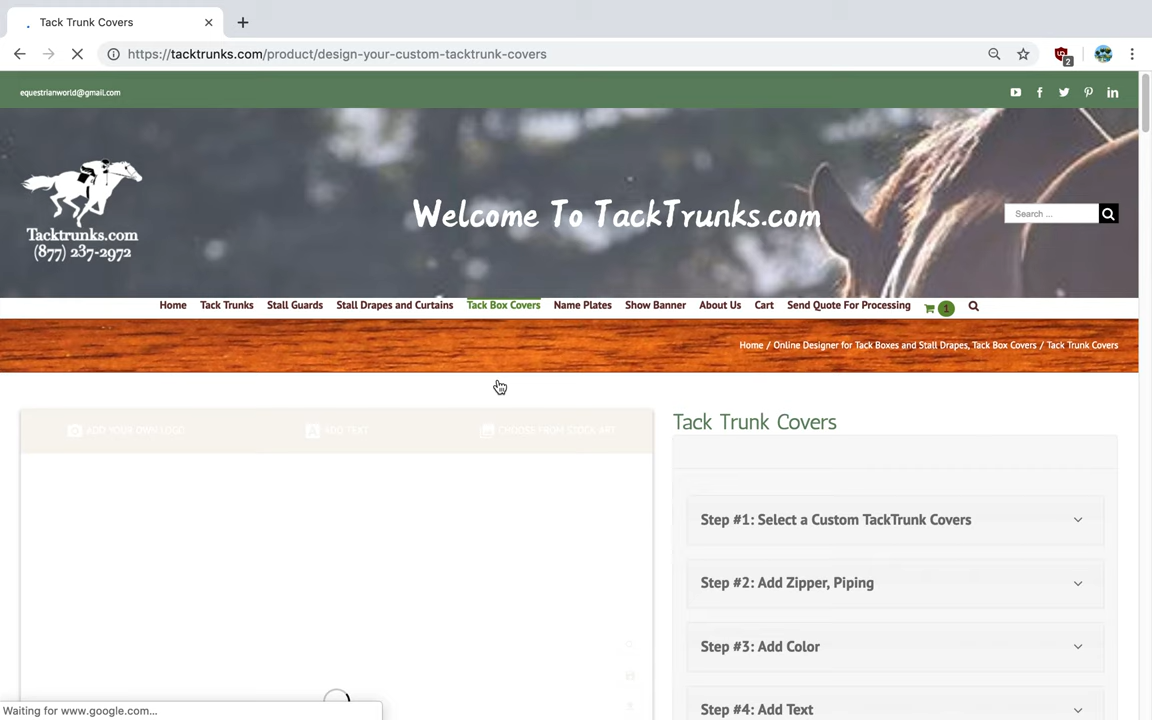 Tack Trunk Covers
https://tacktrunks.com/product/design-your-custom-tacktrunk-covers
2
equestrianworld@gmail.com
Tacktrunks.com
(877) 237-2972
Welcome To TackTrunks.com
Search ...
Home Tack Trunks Stall Guards Stall Drapes and Curtains Tack Box Covers Name Plates Show Banner About Us Cart Send Quote For Processing 1
Home / Online Designer for Tack Boxes and Stall Drapes, Tack Box Covers / Tack Trunk Covers
ADD YOUR OWN LOGO ADD TEXT CHOOSE FROM STOCK ART
Tack Trunk Covers
Step #1: Select a Custom TackTrunk Covers
Step #2: Add Zipper, Piping
Step #3: Add Color
Step #4: Add Text
Waiting for www.google.com...